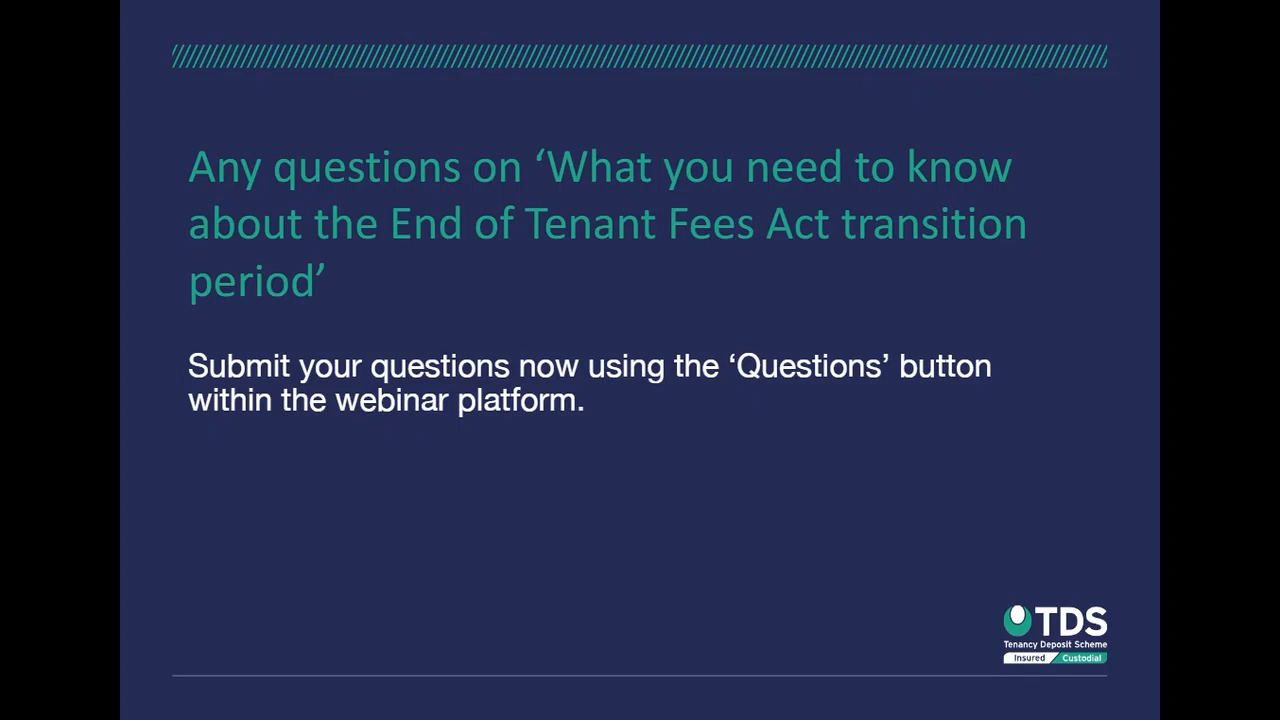 Any questions on ‘What you need to know
about the End of Tenant Fees Act transition
period’
Submit your questions now using the ‘Questions’ button
within the webinar platform.
TDS
Tenancy Deposit Scheme
Insured Custodial